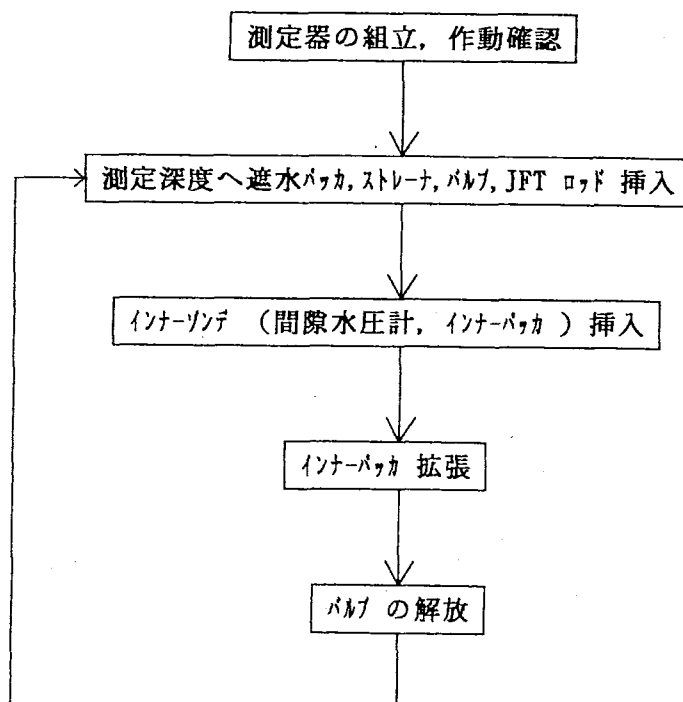 測定器の組立, 作動確認
測定深度へ遮水ﾊﾟｯｶ,ｽﾄﾚｰﾅ,ﾊﾞﾙﾌﾞ,JFT ﾛｯﾄﾞ 挿入
ｲﾝﾅｰｿﾞﾝﾃﾞ (間隙水圧計, ｲﾝﾅｰﾊﾟｯｶ ) 挿入
ｲﾝﾅｰﾊﾟｯｶ 拡張
ﾊﾞﾙﾌﾞ の解放